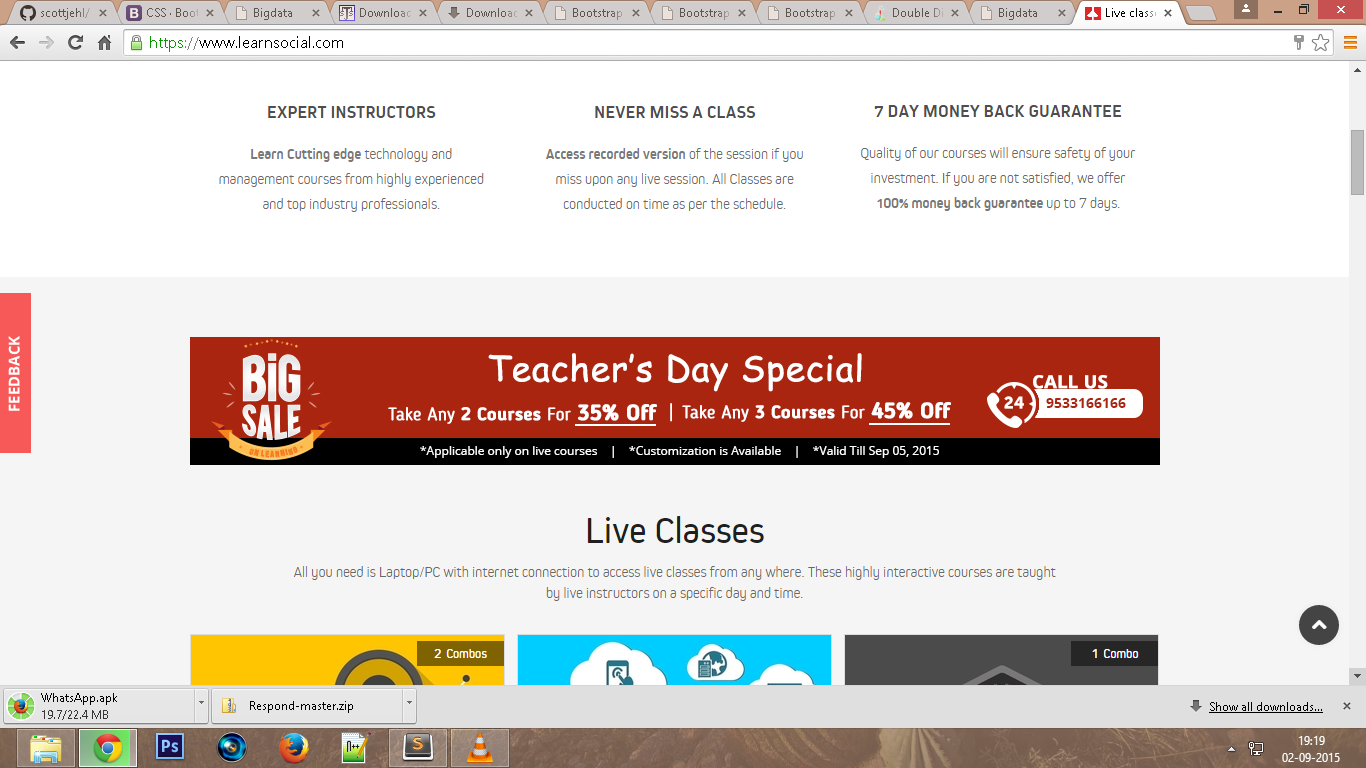 scottjehl/
CSS · Boot
Bigdata
Downloac
Downloac
Bootstrap
Bootstrap
Bootstrap
Double Di
Bigdata
Live class
https://www.learnsocial.com
EXPERT INSTRUCTORS
Learn Cutting edge technology and
management courses from highly experienced
and top industry professionals.
NEVER MISS A CLASS
Access recorded version of the session if you
miss upon any live session. All Classes are
conducted on time as per the schedule.
7 DAY MONEY BACK GUARANTEE
Quality of our courses will ensure safety of your
investment. If you are not satisfied, we offer
100% money back guarantee up to 7 days.
FEEDBACK
BIG
SALE
ON LEARNING
Teacher's Day Special
Take Any 2 Courses For 35% Off | Take Any 3 Courses For 45% Off
24
CALL US
9533166166
*Applicable only on live courses | *Customization is Available | *Valid Till Sep 05, 2015
Live Classes
All you need is Laptop/PC with internet connection to access live classes from any where. These highly interactive courses are taught
by live instructors on a specific day and time.
2 Combos
1 Combo
WhatsApp.apk
19.7/22.4 MB
Respond-master.zip
Show all downloads...
Ps
N++
S
19:19
02-09-2015